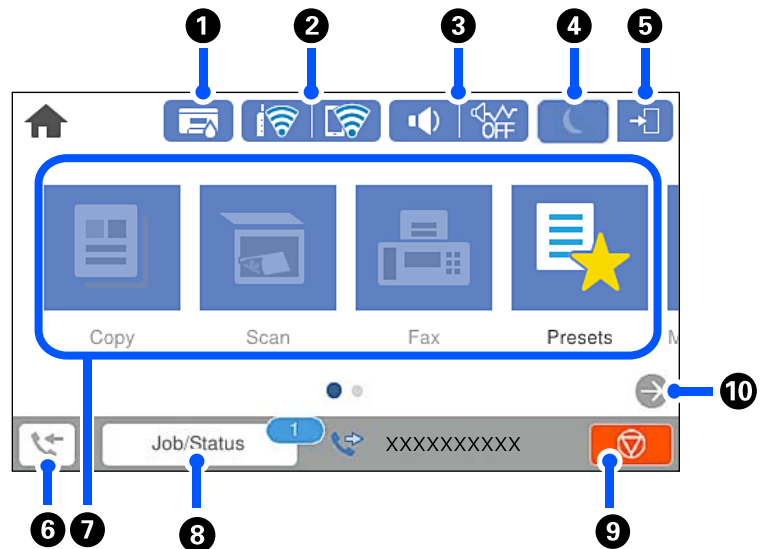 1 2 3 4 5
OFF
Copy Scan Fax Presets M
10
Job/Status 1 XXXXXXXXXX
6 7 8 9